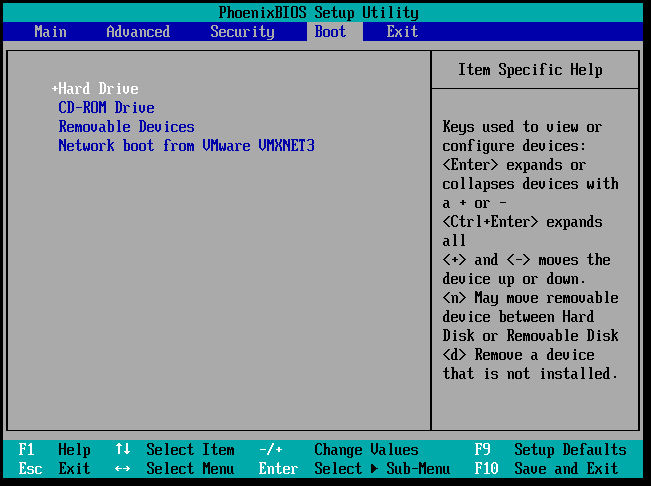 PhoenixBIOS Setup Utility
Main Advanced Security Boot Exit
Item Specific Help
+Hard Drive
CD-ROM Drive
Removable Devices
Network boot from VMware VMXNET3
Keys used to view or
configure devices:
<Enter> expands or
collapses devices with
a + or -
<Ctrl+Enter> expands
all
<+> and <-> moves the
device up or down.
<n> May move removable
device between Hard
Disk or Removable Disk
<d> Remove a device
that is not installed.
F1 Help ↑↓ Select Item -/+ Change Values F9 Setup Defaults
Esc Exit ↔ Select Menu Enter Select ▶ Sub-Menu F10 Save and Exit